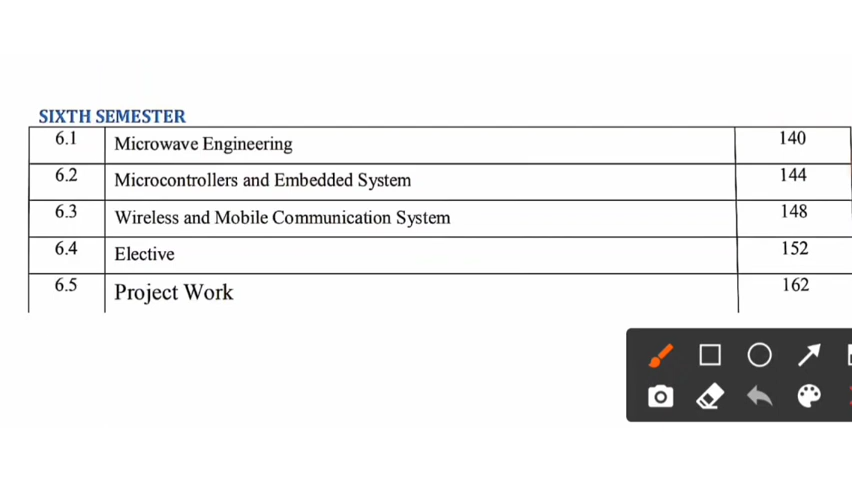 SIXTH SEMESTER
6.1 Microwave Engineering 140
6.2 Microcontrollers and Embedded System 144
6.3 Wireless and Mobile Communication System 148
6.4 Elective 152
6.5 Project Work 162